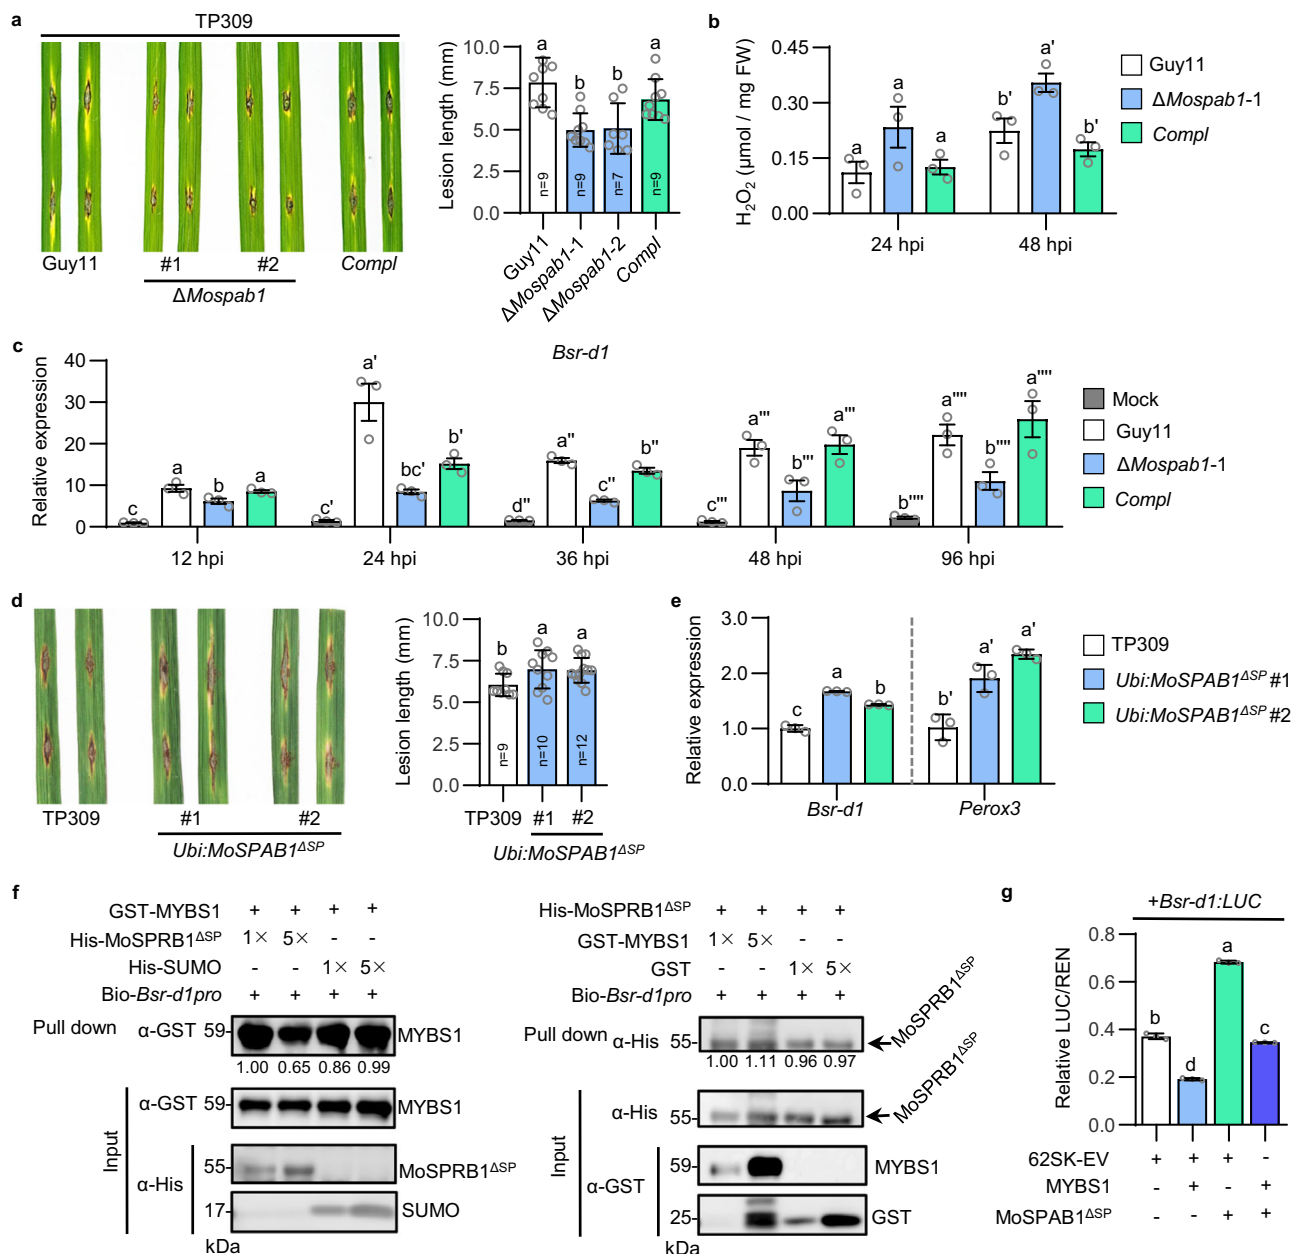 a
TP309
Guy11 #1 #2 Compl
ΔMospab1
Lesion length (mm)
10.0
7.5
5.0
2.5
0.0
a b b a
n=9 n=9 n=7 n=9
Guy11 ΔMospab1-1 ΔMospab1-2 Compl
b
H2O2 (μmol / mg FW)
0.45
0.30
0.15
0.00
a a a b' a' b'
24 hpi 48 hpi
Guy11
ΔMospab1-1
Compl
c
Bsr-d1
Relative expression
40
30
20
10
0
c a b a c' a' bc' b' d'' a'' c'' b'' c''' a''' b''' a''' b'''' a'''' b'''' a''''
12 hpi 24 hpi 36 hpi 48 hpi 96 hpi
Mock
Guy11
ΔMospab1-1
Compl
d
TP309 #1 #2
Ubi:MoSPAB1ΔSP
Lesion length (mm)
10.0
7.5
5.0
2.5
0.0
b a a
n=9 n=10 n=12
TP309 #1 #2
Ubi:MoSPAB1ΔSP
e
Relative expression
3.0
2.0
1.0
0.0
c a b b' a' a'
Bsr-d1 Perox3
TP309
Ubi:MoSPAB1ΔSP #1
Ubi:MoSPAB1ΔSP #2
f
GST-MYBS1 + + + +
His-MoSPRB1ΔSP 1× 5× - -
His-SUMO - - 1× 5×
Bio-Bsr-d1pro + + + +
Pull down α-GST 59- MYBS1
1.00 0.65 0.86 0.99
Input
α-GST 59- MYBS1
α-His
55- MoSPRB1ΔSP
17- SUMO
kDa
His-MoSPRB1ΔSP + + + +
GST-MYBS1 1× 5× - -
GST - - 1× 5×
Bio-Bsr-d1pro + + + +
Pull down α-His 55- MoSPRB1ΔSP
1.00 1.11 0.96 0.97
Input
α-His 55- MoSPRB1ΔSP
α-GST
59- MYBS1
25- GST
kDa
g
+Bsr-d1:LUC
Relative LUC/REN
0.8
0.6
0.4
0.2
0.0
b d a c
62SK-EV + + + -
MYBS1 - + - +
MoSPAB1ΔSP - - + +